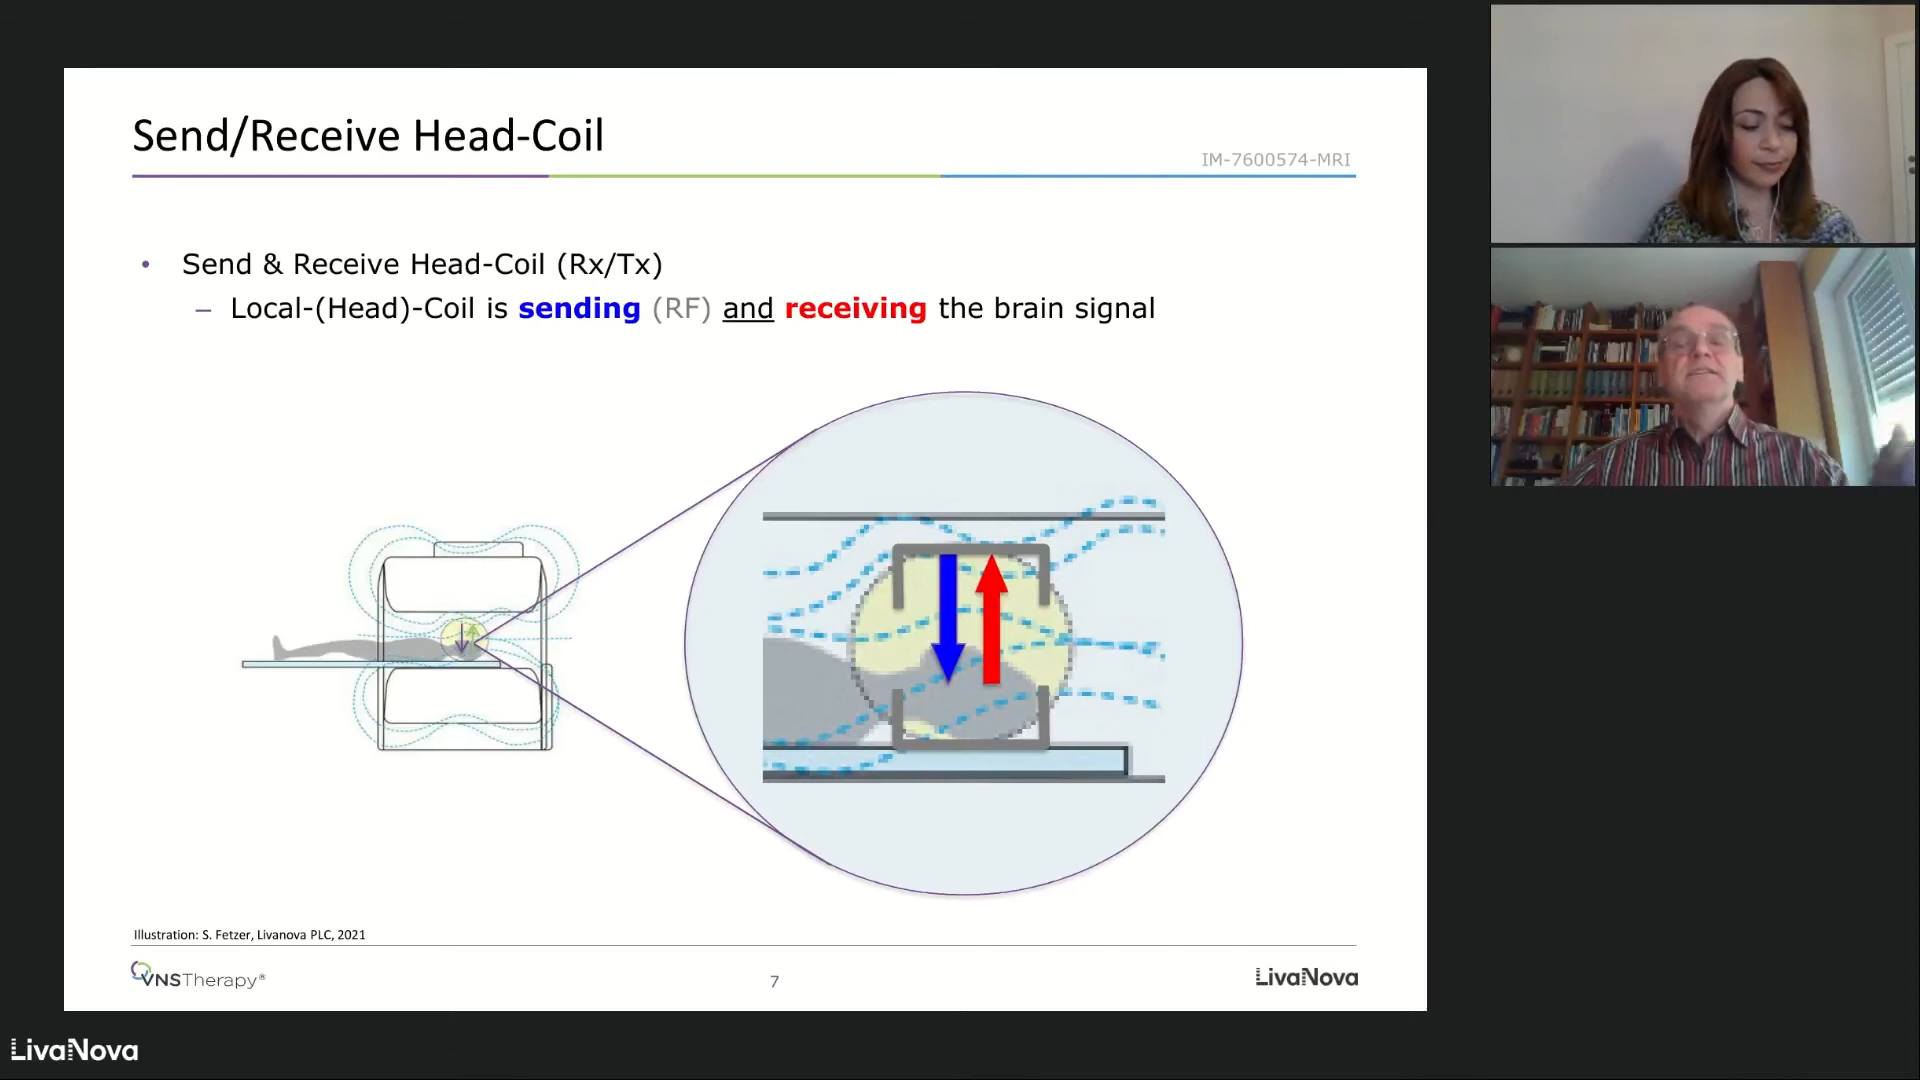 Send/Receive Head-Coil
IM-7600574-MRI
• Send & Receive Head-Coil (Rx/Tx)
– Local-(Head)-Coil is sending (RF) and receiving the brain signal
Illustration: S. Fetzer, Livanova PLC, 2021
VNSTherapy®
7
LivaNova
LivaNova